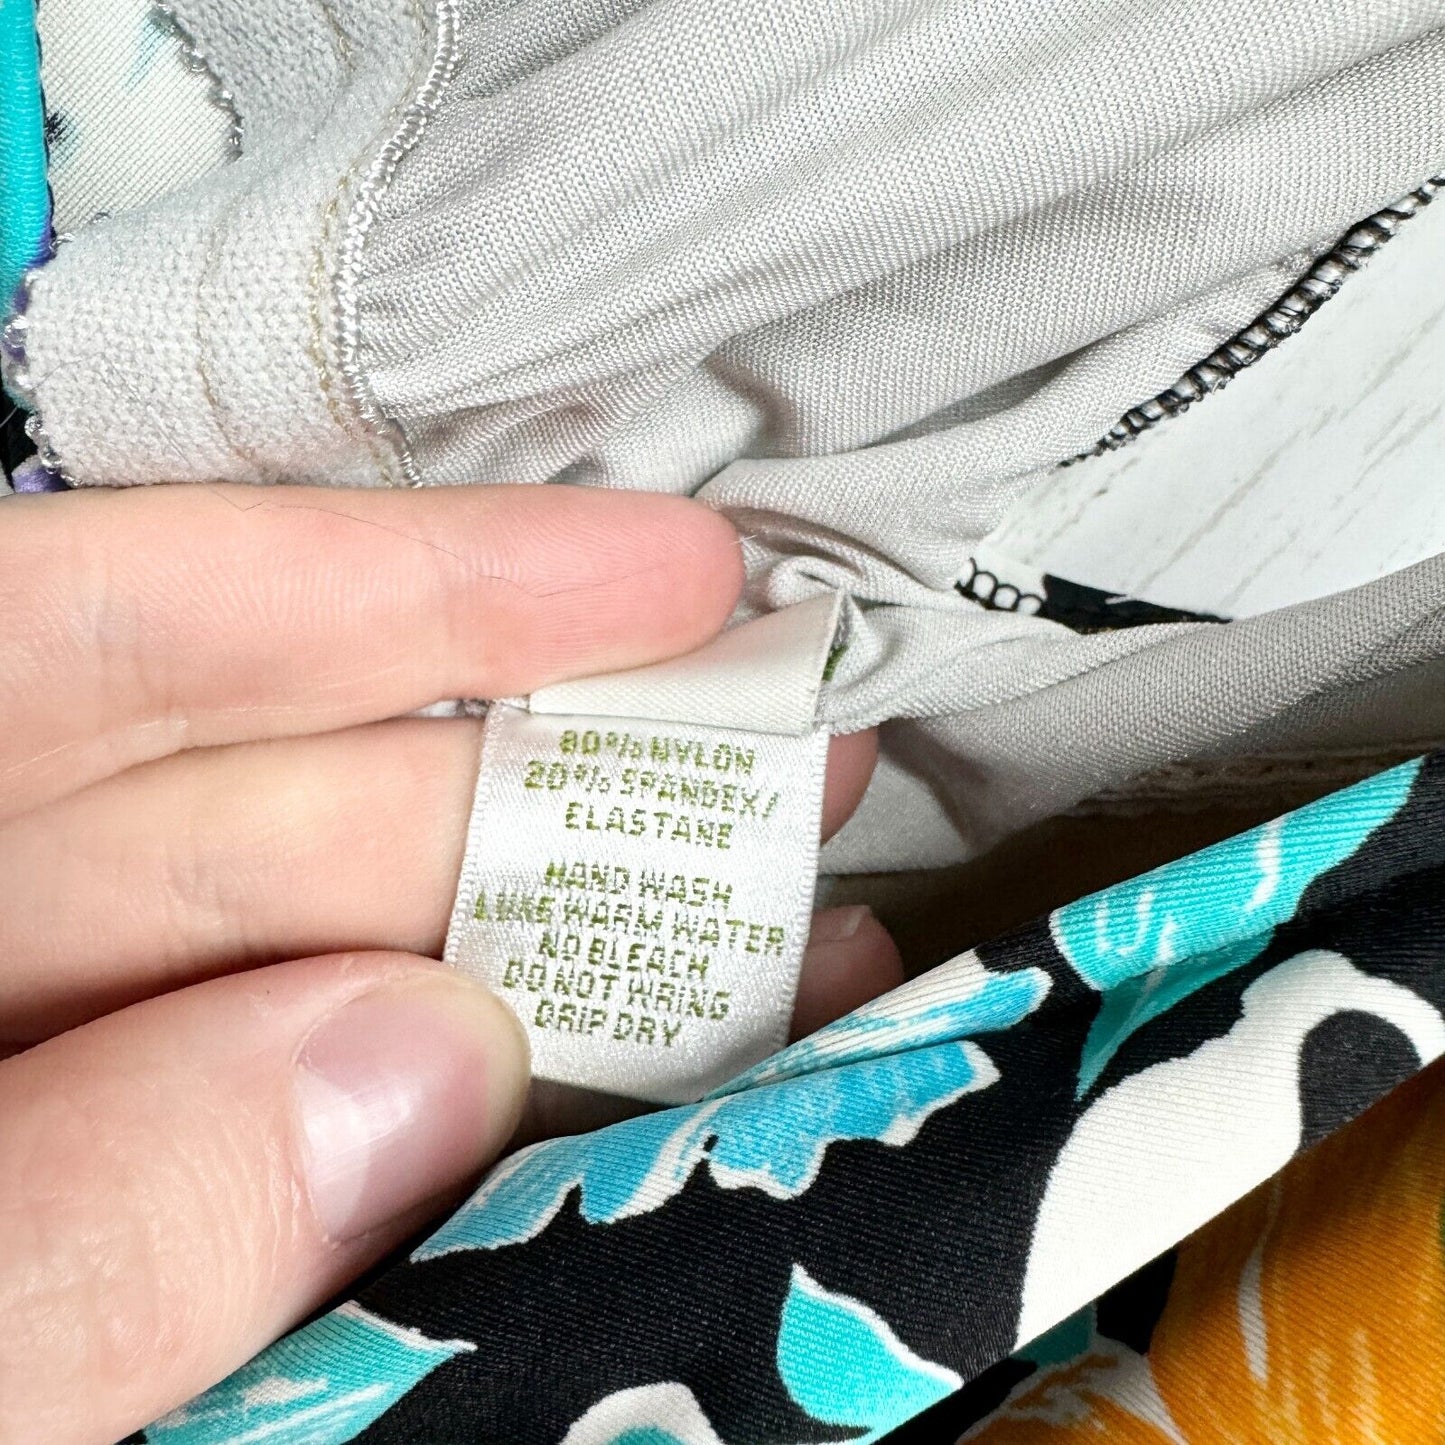 80% NYLON
20% SPANDEX/
ELASTANE
HAND WASH
LUKE WARM WATER
NO BLEACH
DO NOT WRING
DRIP DRY